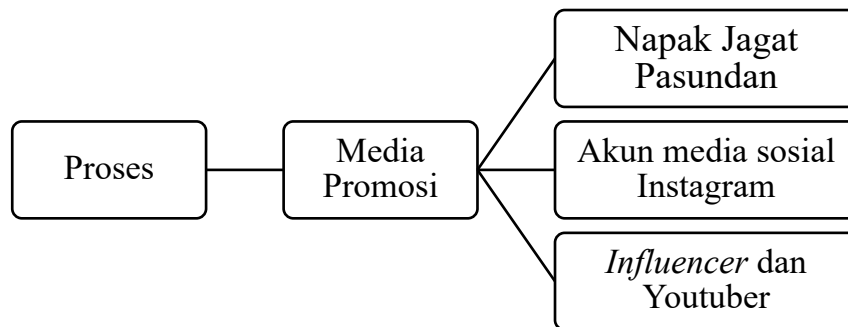 Proses
Media
Promosi
Napak Jagat
Pasundan
Akun media sosial
Instagram
Influencer dan
Youtuber